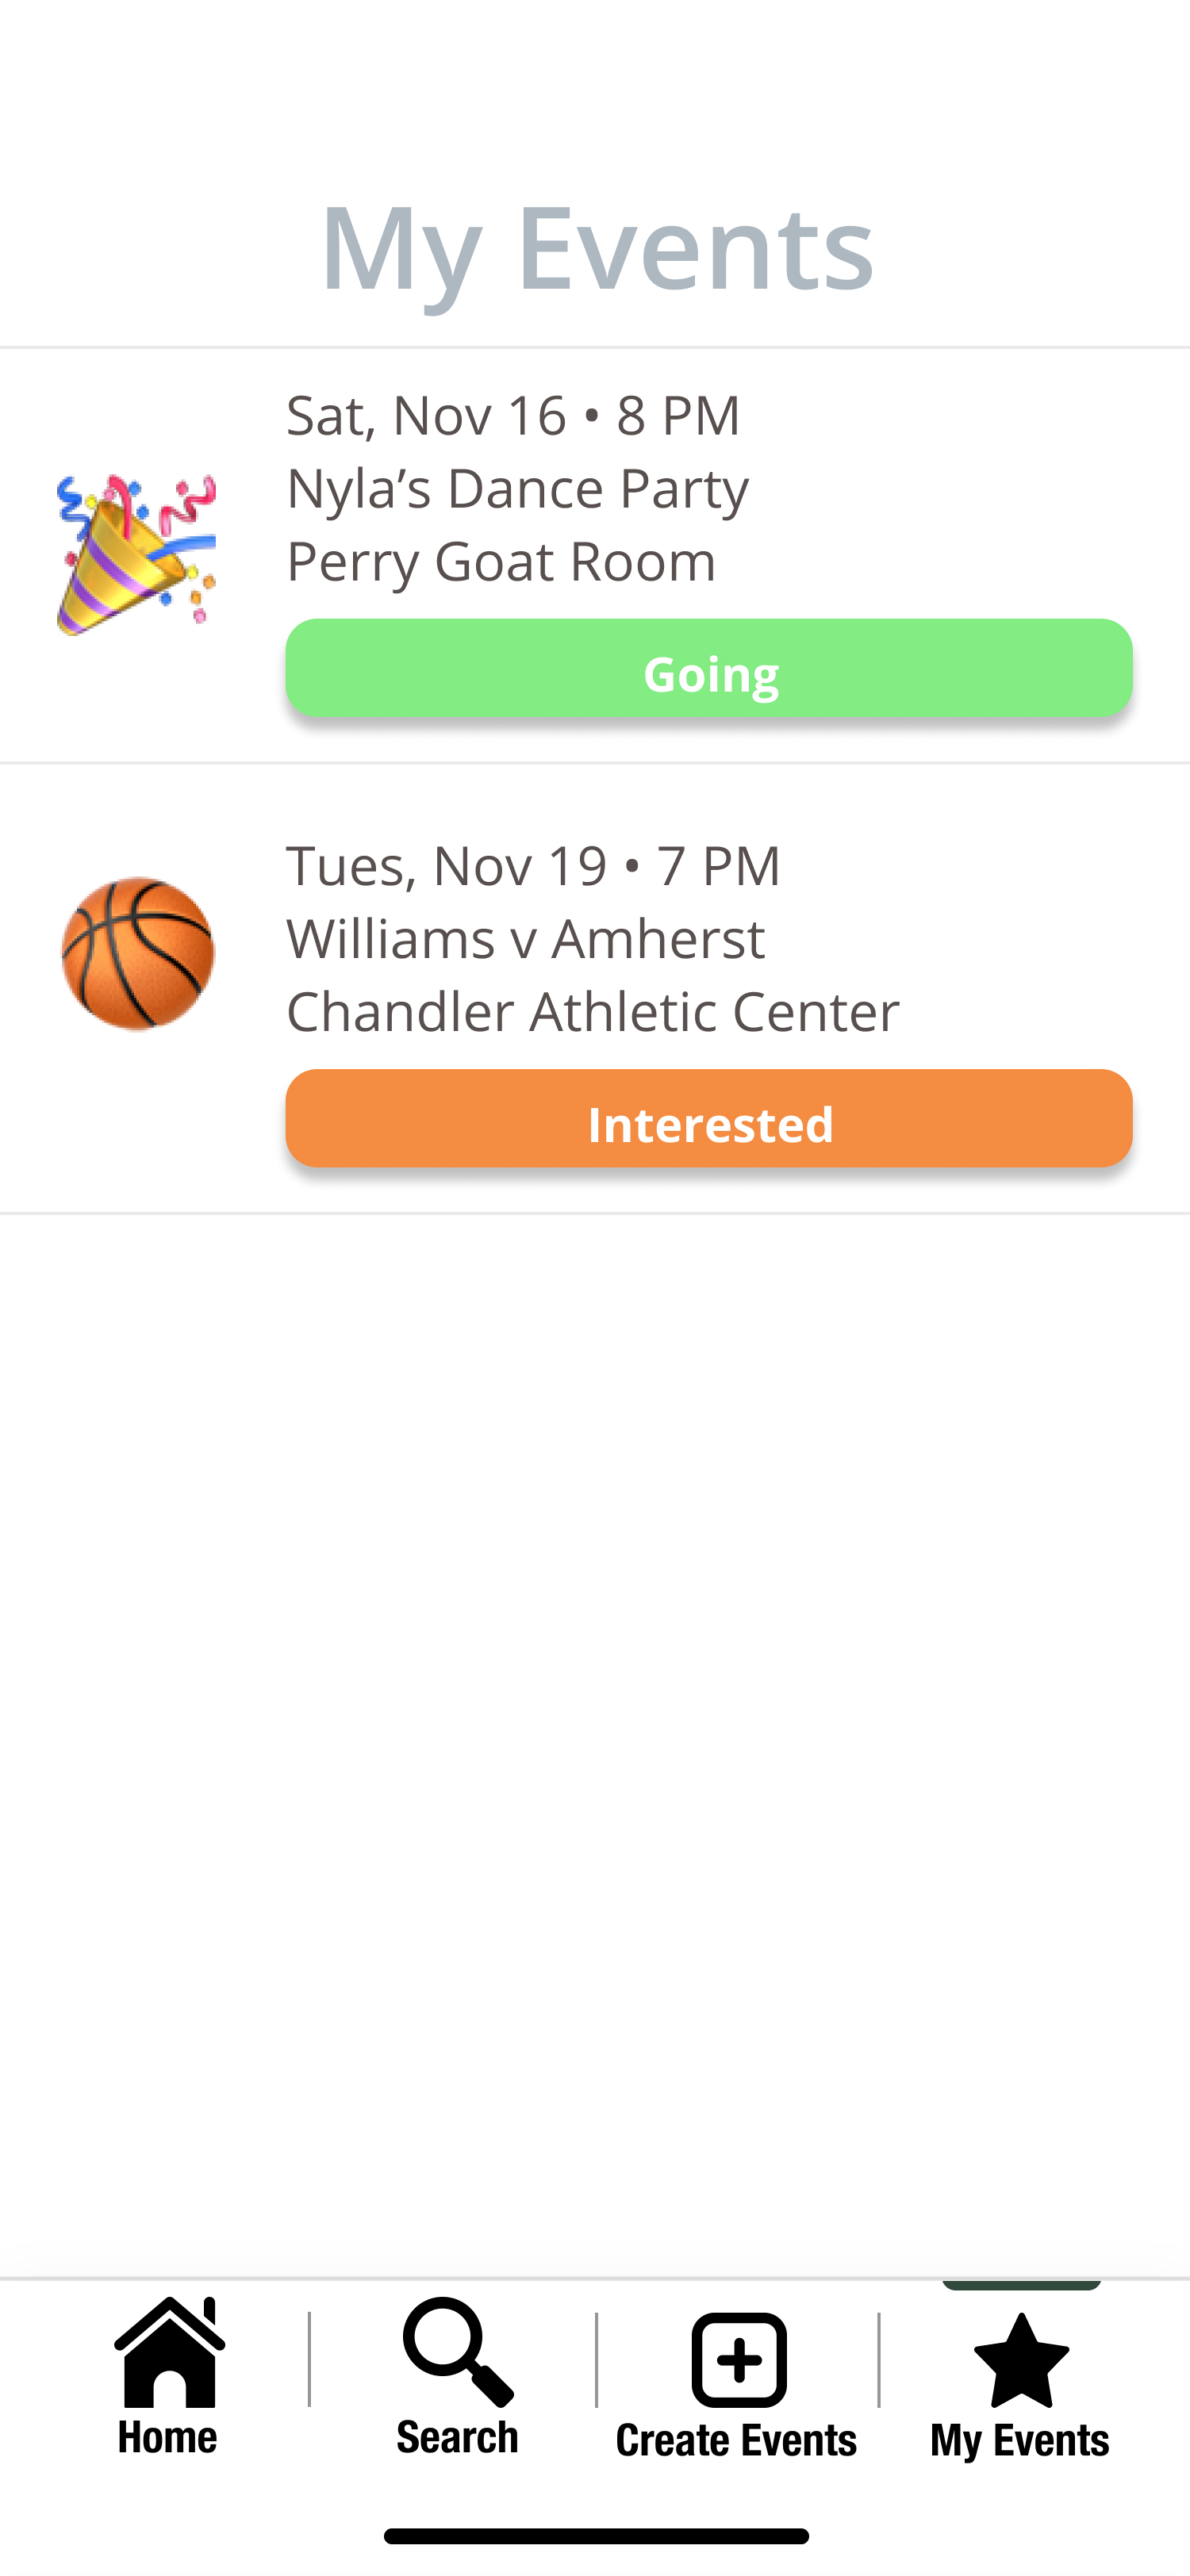 My Events
Sat, Nov 16 • 8 PM
Nyla’s Dance Party
Perry Goat Room
Going
Tues, Nov 19 • 7 PM
Williams v Amherst
Chandler Athletic Center
Interested
Home
Search
Create Events
My Events